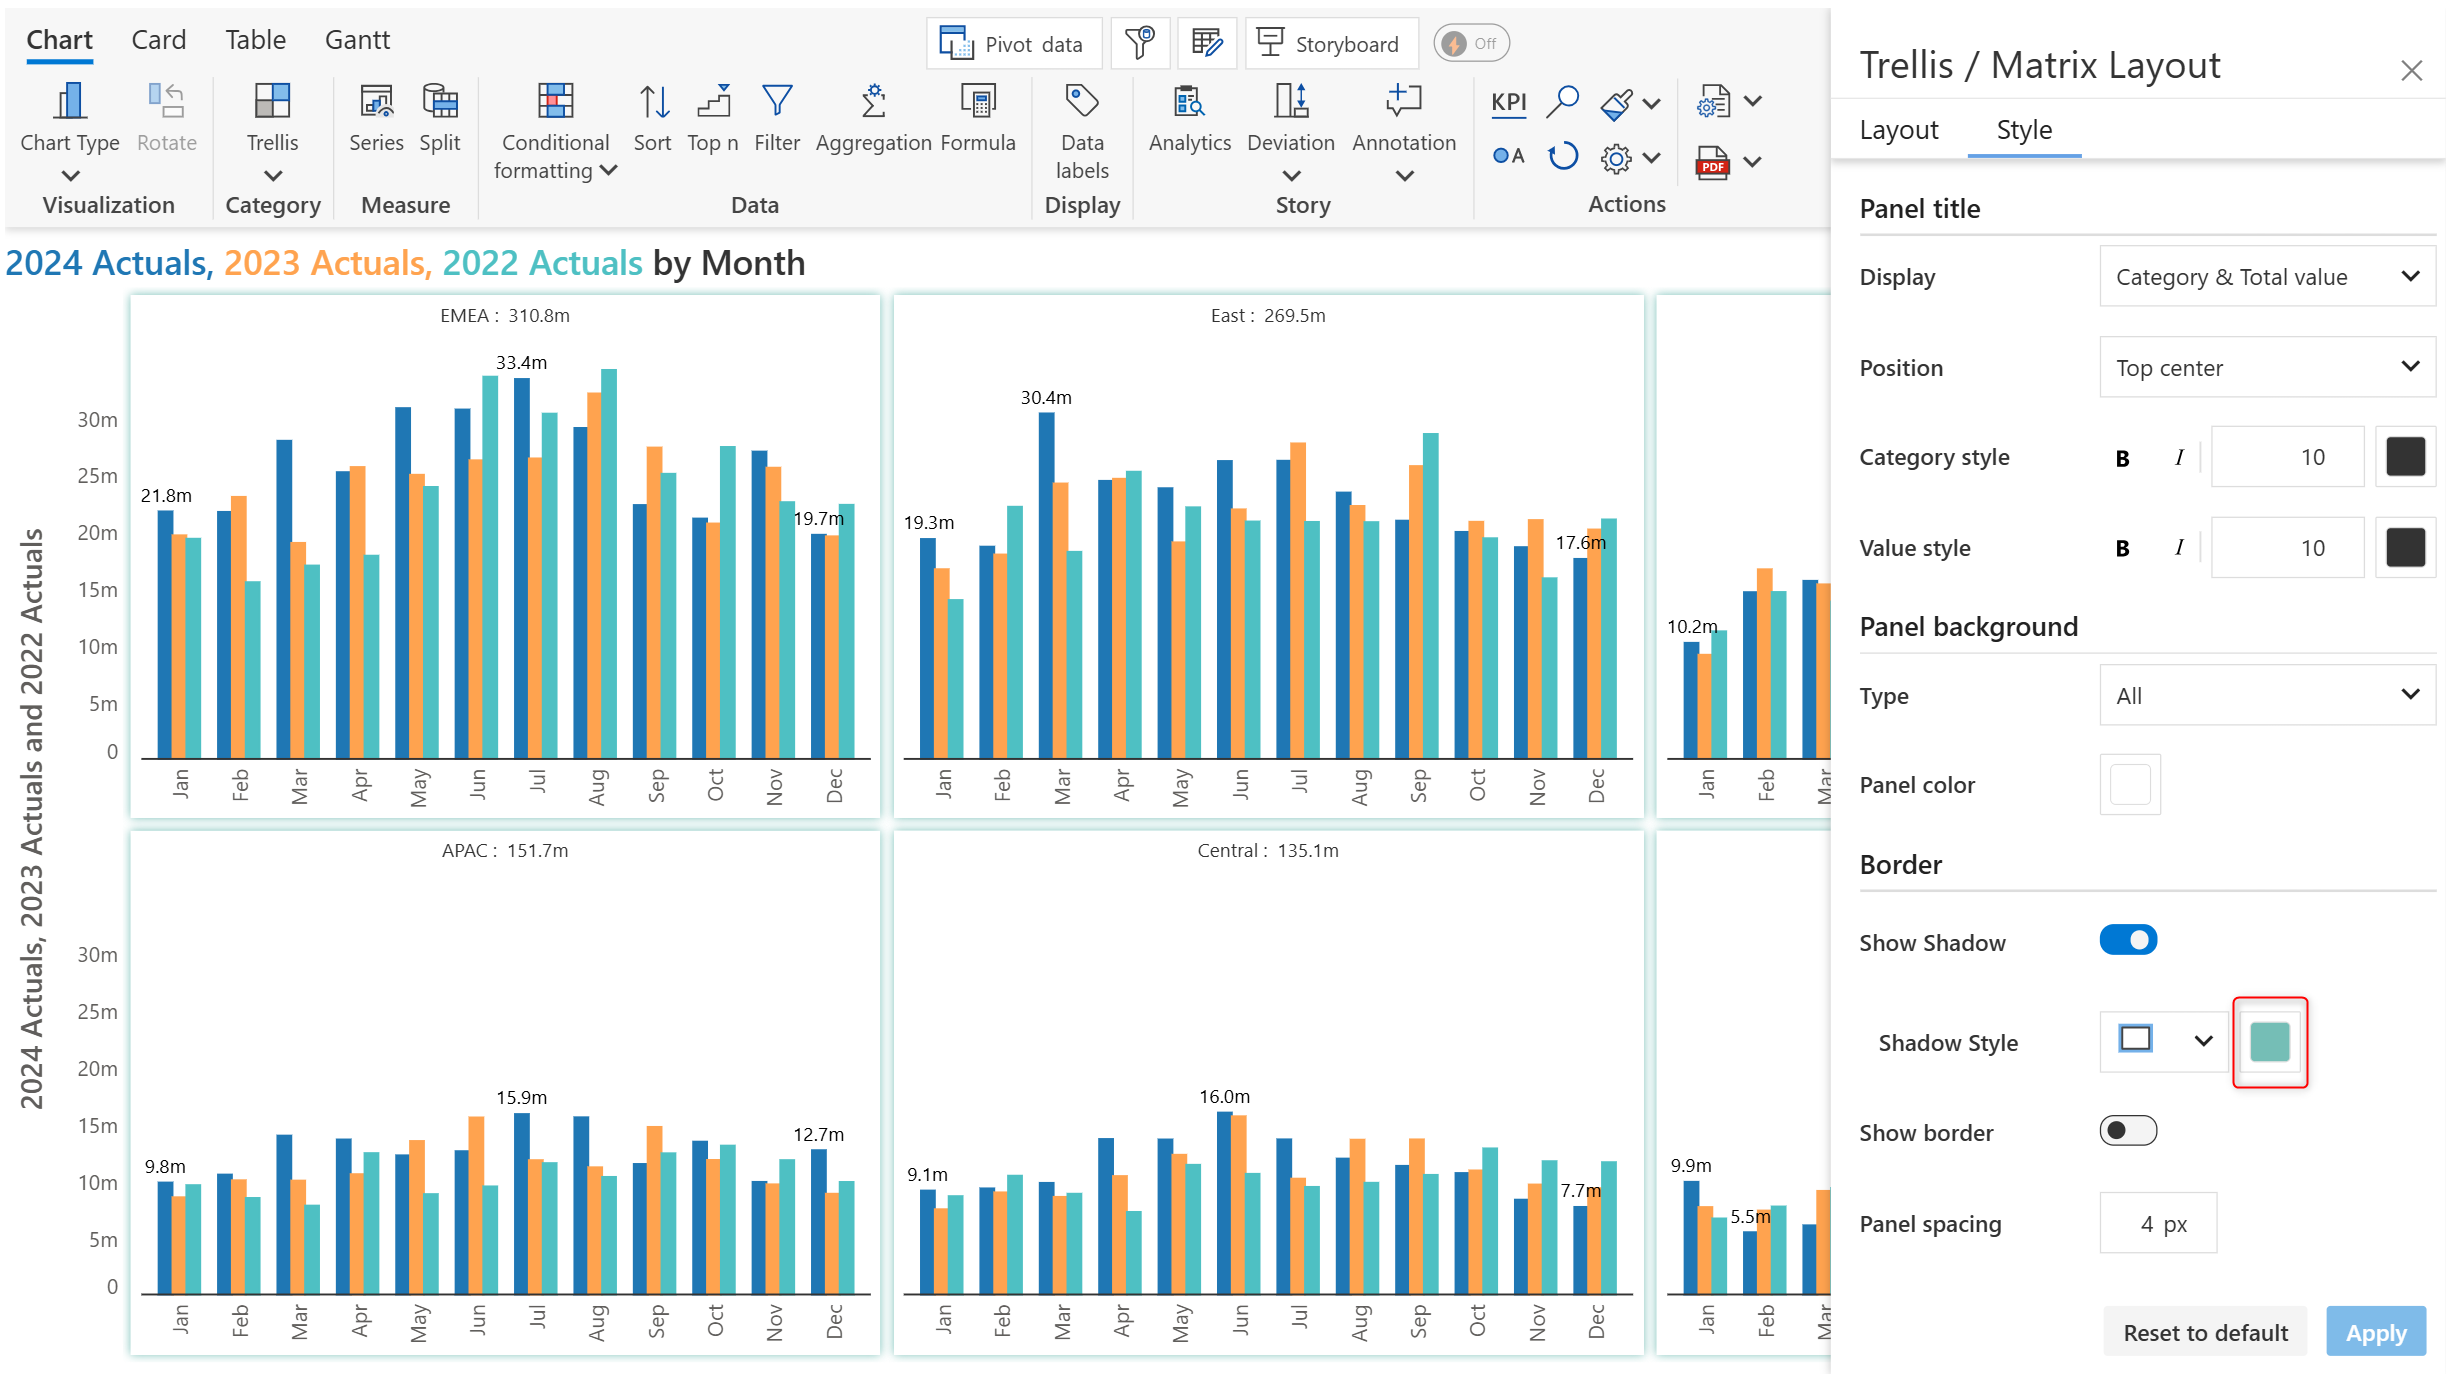 Chart Card Table Gantt
Pivot data Storyboard Off
Chart Type Rotate Trellis Series Split Conditional formatting Sort Top n Filter Aggregation Formula Data labels Analytics Deviation Annotation KPI A PDF
Visualization Category Measure Data Display Story Actions
2024 Actuals, 2023 Actuals, 2022 Actuals by Month
2024 Actuals, 2023 Actuals and 2022 Actuals
EMEA : 310.8m
30m
25m
20m
15m
10m
5m
0
21.8m 33.4m 19.7m
Jan Feb Mar Apr May Jun Jul Aug Sep Oct Nov Dec
East : 269.5m
19.3m 30.4m 17.6m
Jan Feb Mar Apr May Jun Jul Aug Sep Oct Nov Dec
10.2m
Jan Feb Mar
APAC : 151.7m
30m
25m
20m
15m
10m
5m
0
9.8m 15.9m 12.7m
Jan Feb Mar Apr May Jun Jul Aug Sep Oct Nov Dec
Central : 135.1m
9.1m 16.0m 7.7m
Jan Feb Mar Apr May Jun Jul Aug Sep Oct Nov Dec
9.9m 5.5m
Jan Feb Mar
Trellis / Matrix Layout
Layout Style
Panel title
Display Category & Total value
Position Top center
Category style B I 10
Value style B I 10
Panel background
Type All
Panel color
Border
Show Shadow
Shadow Style
Show border
Panel spacing 4 px
Reset to default Apply